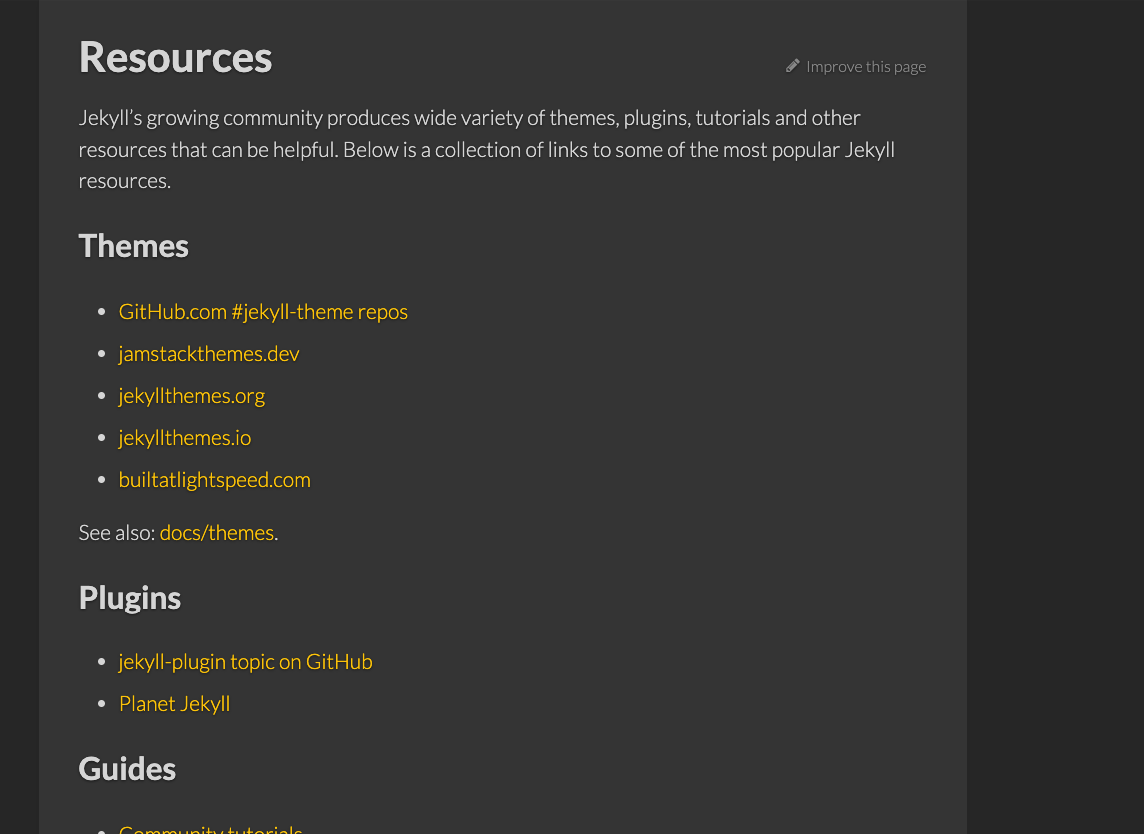 Resources
Improve this page
Jekyll’s growing community produces wide variety of themes, plugins, tutorials and other
resources that can be helpful. Below is a collection of links to some of the most popular Jekyll
resources.
Themes
GitHub.com #jekyll-theme repos
jamstackthemes.dev
jekyllthemes.org
jekyllthemes.io
builtatlightspeed.com
See also: docs/themes.
Plugins
jekyll-plugin topic on GitHub
Planet Jekyll
Guides
Community tutorials